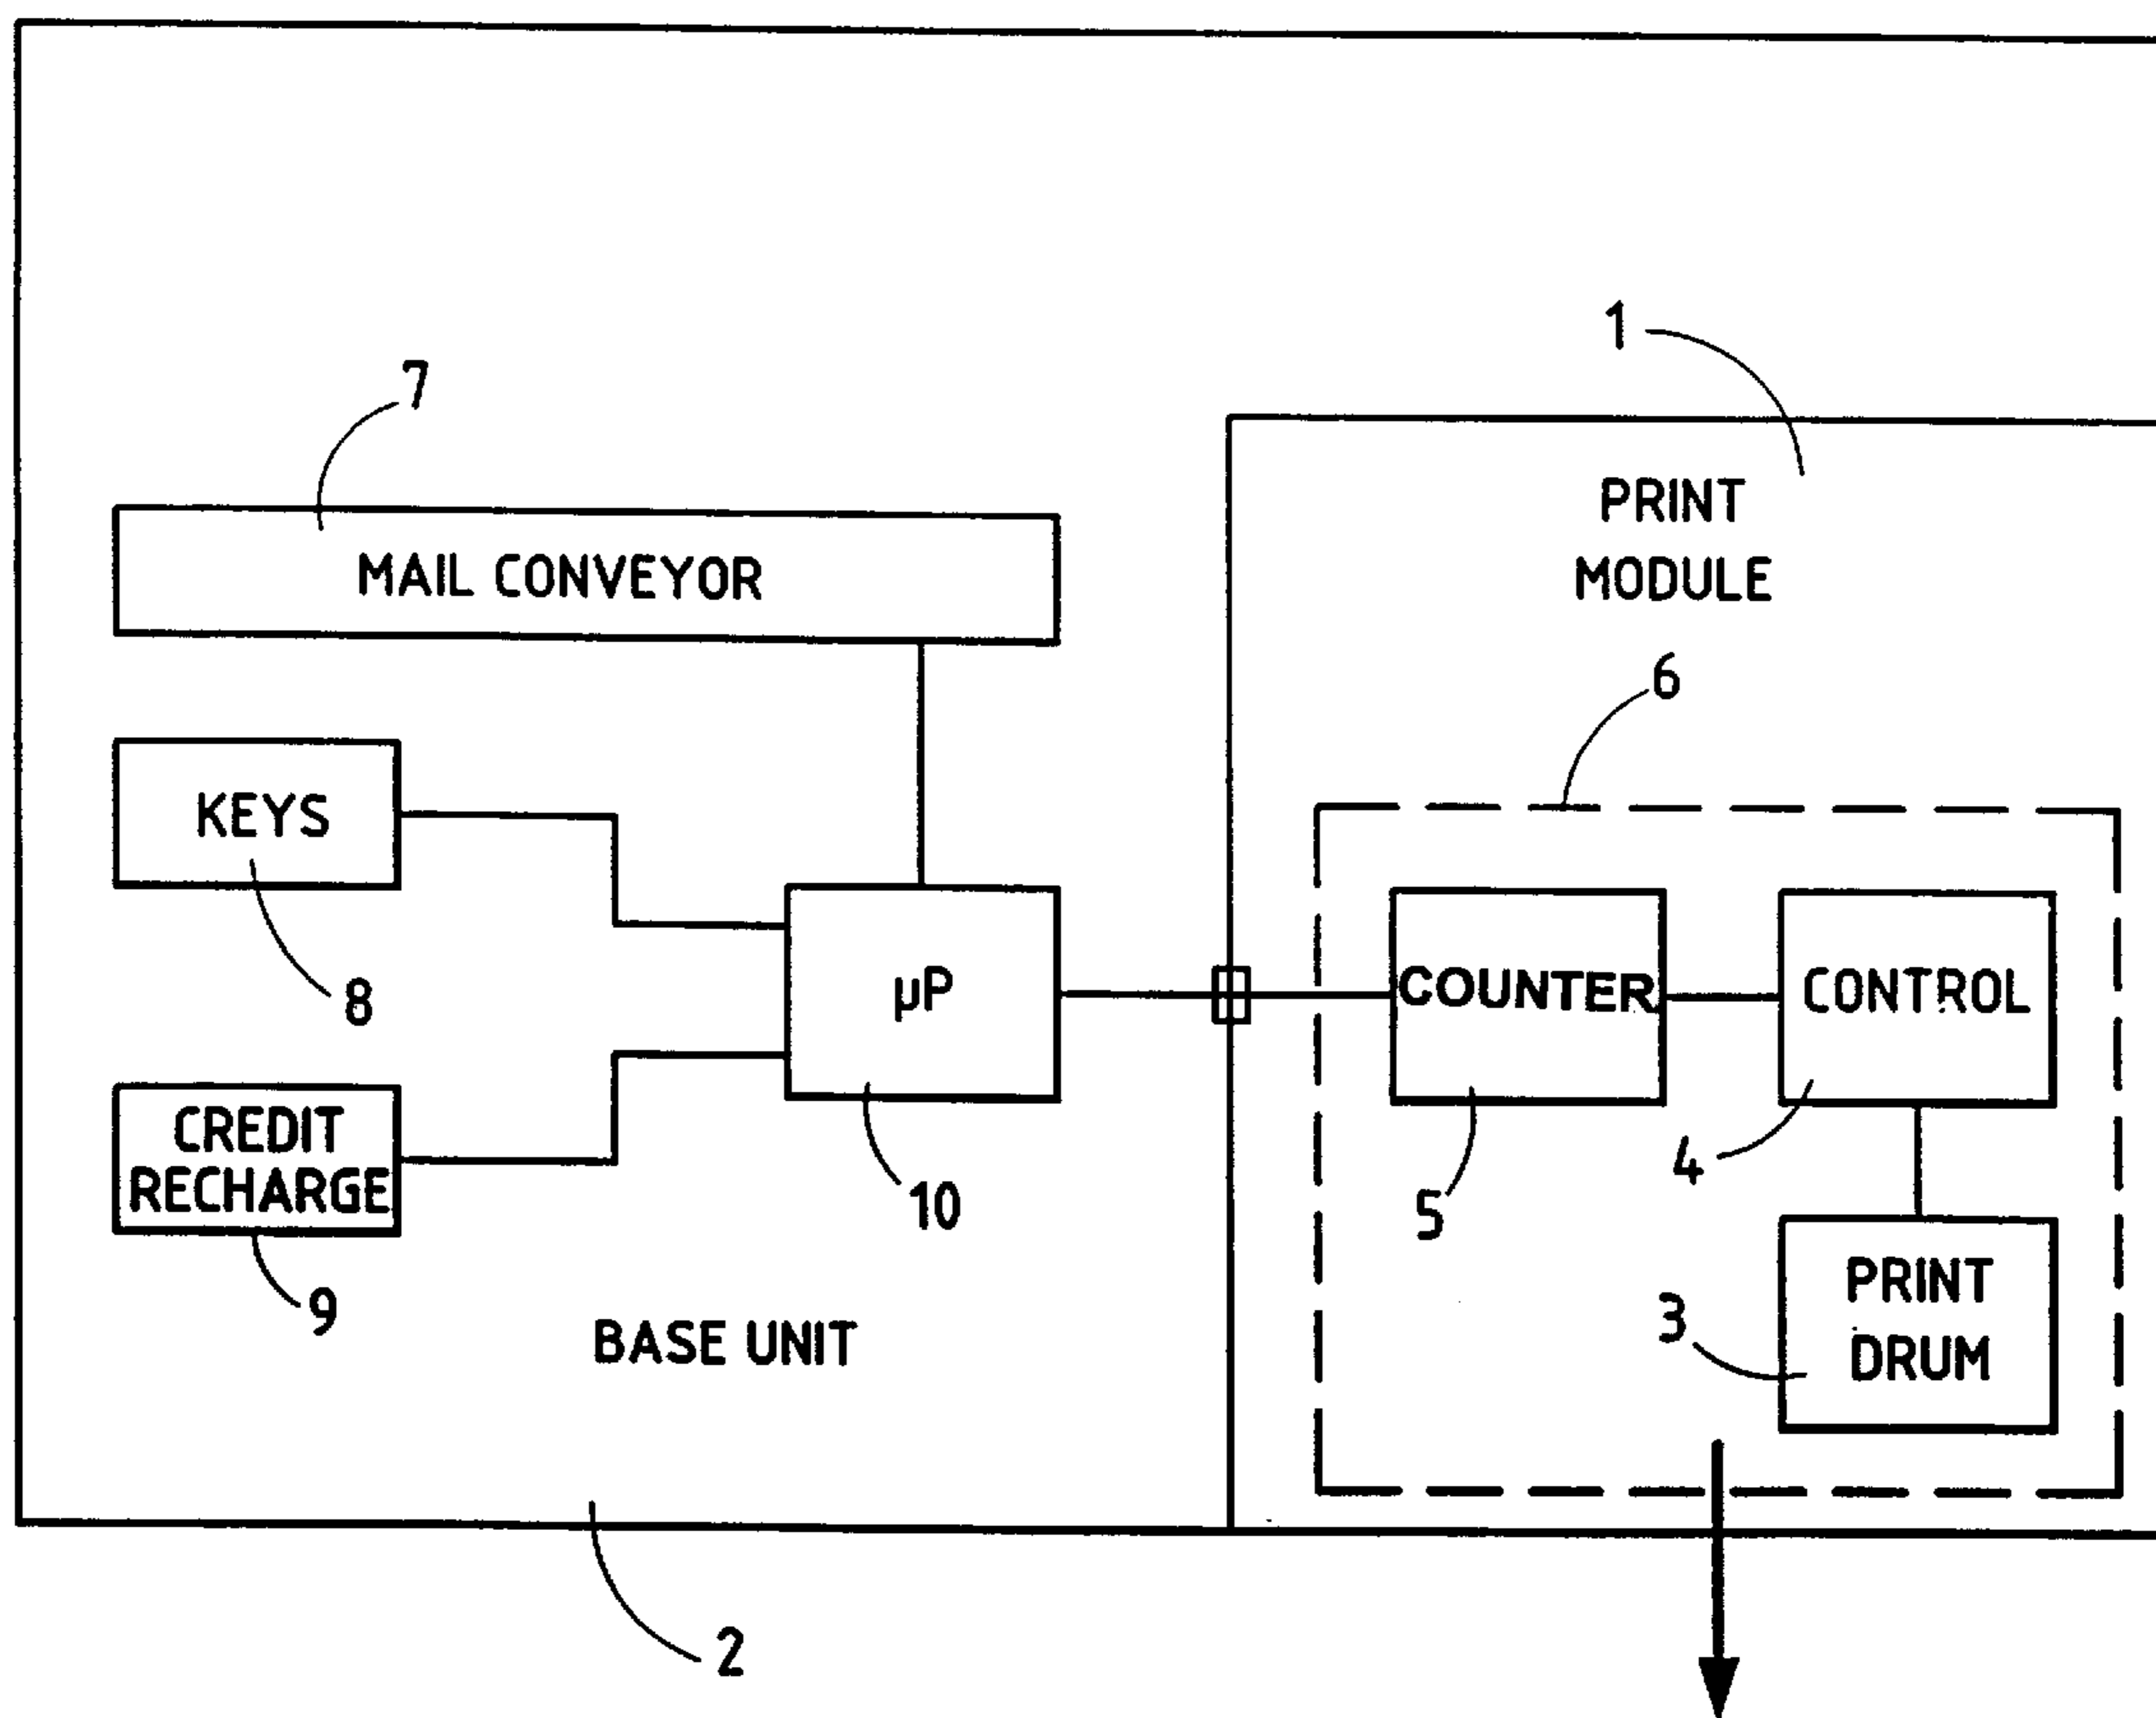 1
7
PRINT
MODULE
MAIL CONVEYOR
6
KEYS
8
µP
10
COUNTER
5
CONTROL
4
CREDIT
RECHARGE
9
PRINT
DRUM
3
BASE UNIT
2